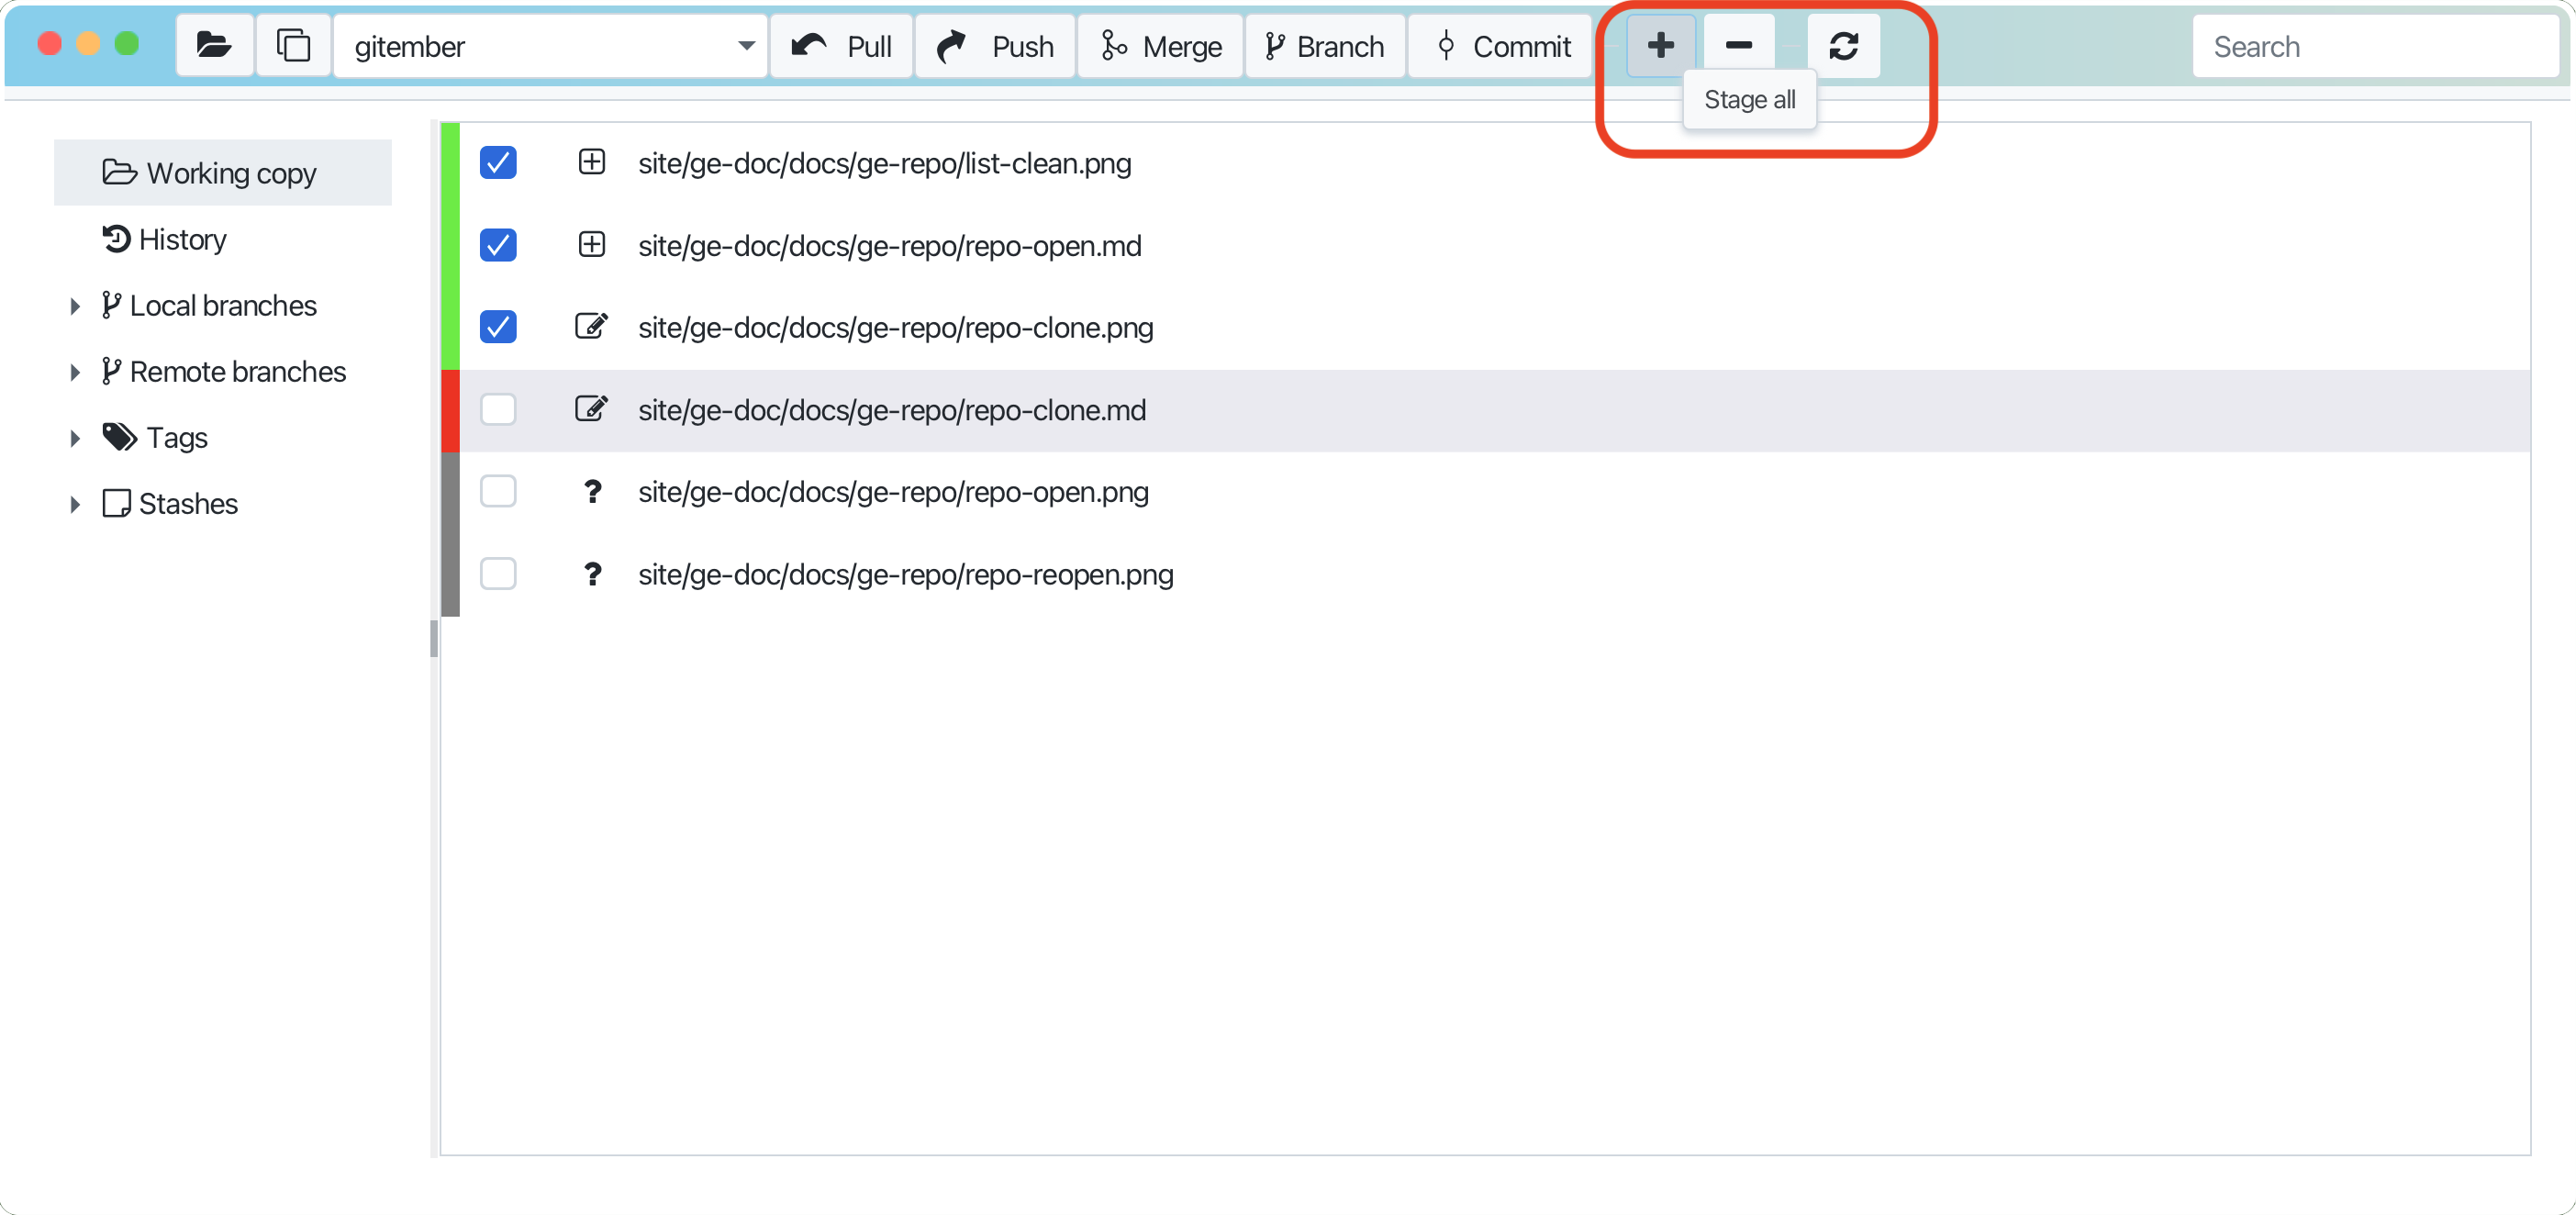 gitember
Pull
Push
Merge
Branch
Commit
Search
Stage all
Working copy
History
Local branches
Remote branches
Tags
Stashes
site/ge-doc/docs/ge-repo/list-clean.png
site/ge-doc/docs/ge-repo/repo-open.md
site/ge-doc/docs/ge-repo/repo-clone.png
site/ge-doc/docs/ge-repo/repo-clone.md
? site/ge-doc/docs/ge-repo/repo-open.png
? site/ge-doc/docs/ge-repo/repo-reopen.png